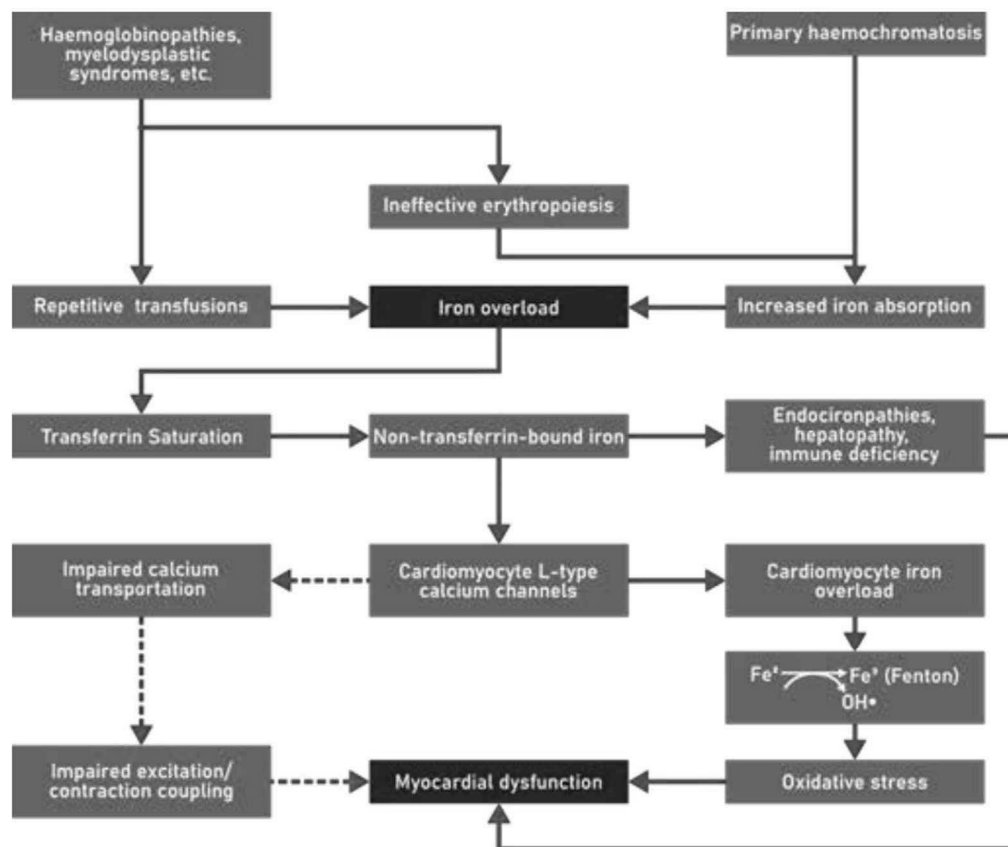 Haemoglobinopathies,
myelodysplastic
syndromes, etc.
Primary haemochromatosis
Ineffective erythropoiesis
Repetitive transfusions
Iron overload
Increased iron absorption
Transferrin Saturation
Non-transferrin-bound iron
Endocironpathies,
hepatopathy,
immune deficiency
Impaired calcium
transportation
Cardiomyocyte L-type
calcium channels
Cardiomyocyte iron
overload
Fe Fe (Fenton)
OH•
Impaired excitation/
contraction coupling
Myocardial dysfunction
Oxidative stress